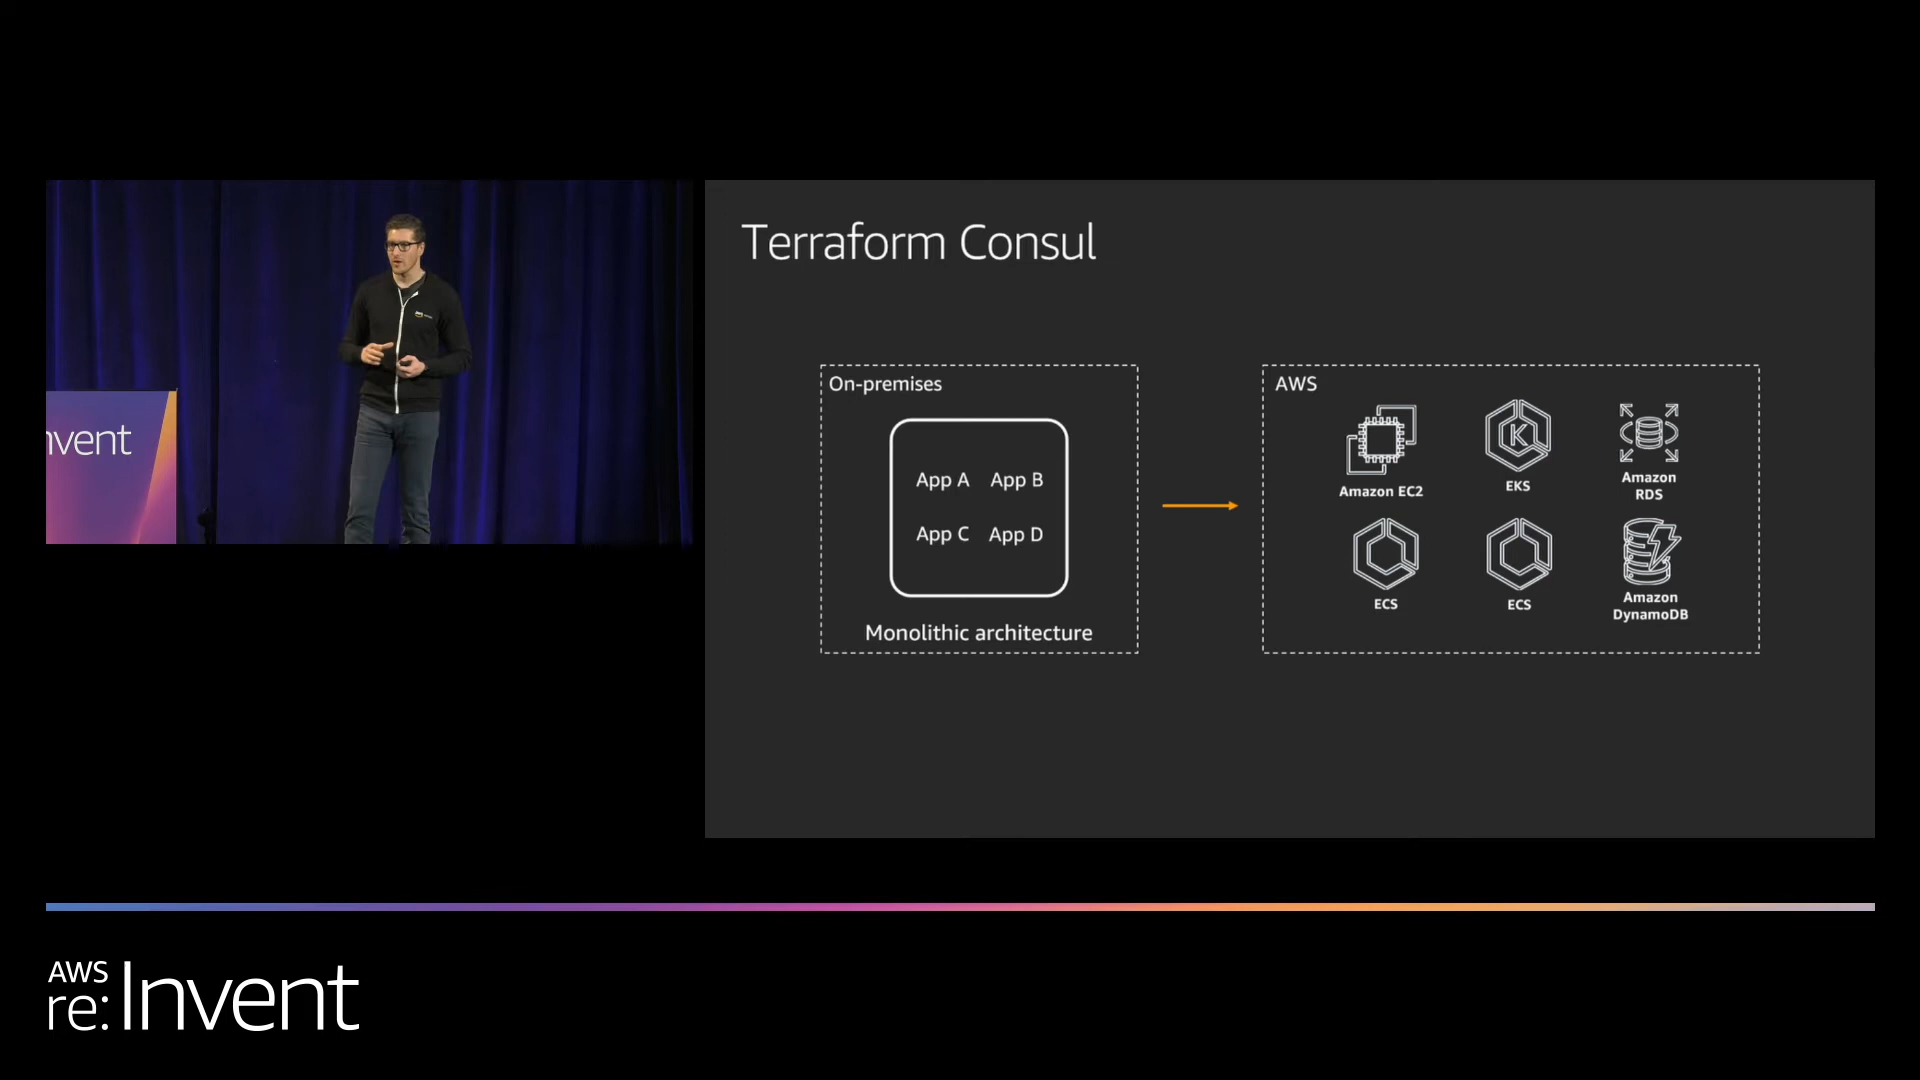 nvent
Terraform Consul
On-premises
App A App B
App C App D
Monolithic architecture
AWS
Amazon EC2
EKS
Amazon
RDS
ECS
ECS
Amazon
DynamoDB
AWS
re:Invent